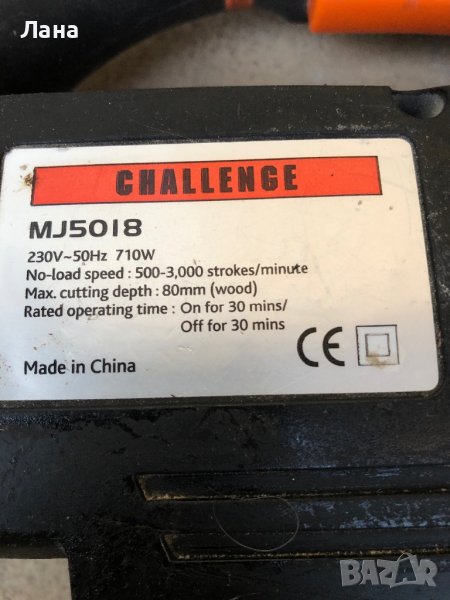 Лана
CHALLENGE
MJ5018
230V~50Hz 710W
No-load speed : 500-3,000 strokes/minute
Max. cutting depth : 80mm (wood)
Rated operating time : On for 30 mins/
Off for 30 mins
CE
Made in China
BAZAR